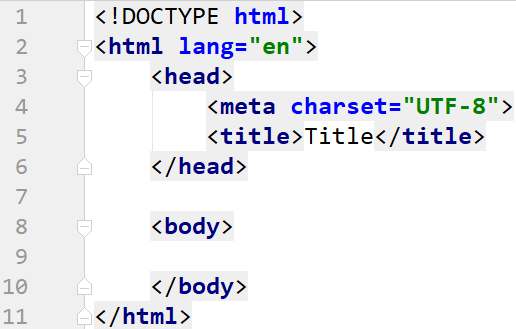 1 <!DOCTYPE html>
2 <html lang="en">
3     <head>
4         <meta charset="UTF-8">
5         <title>Title</title>
6     </head>
7
8     <body>
9
10     </body>
11 </html>